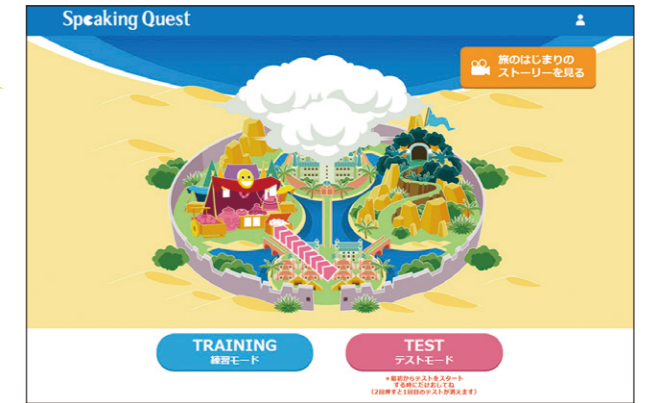 Speaking Quest
旅のはじまりの
ストーリーを見る
TRAINING
練習モード
TEST
テストモード
*最初からテストをスタート
する時にだけおしてね
(2回押すと1回目のテストが消えます)